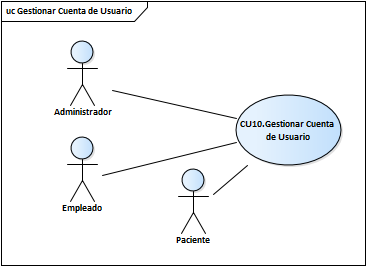 uc Gestionar Cuenta de Usuario
Administrador
CU10.Gestionar Cuenta
de Usuario
Empleado
Paciente